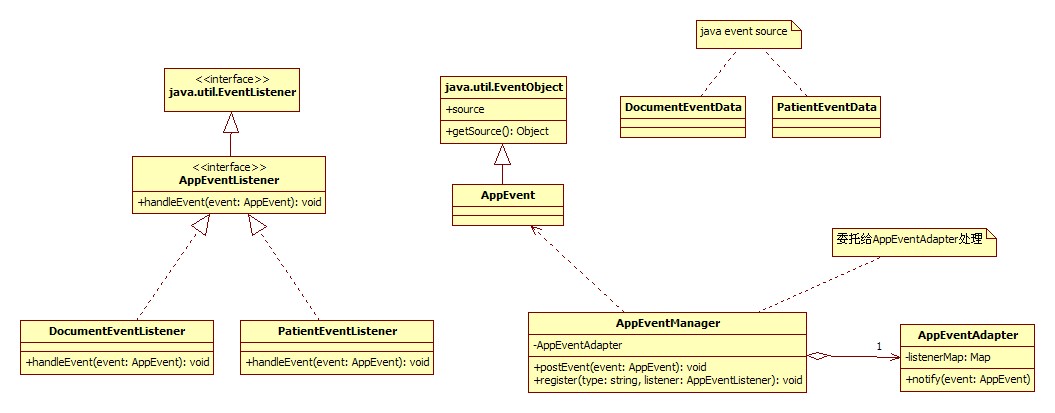 java event source
<<interface>>
java.util.EventListener
java.util.EventObject
+source
+getSource(): Object
DocumentEventData
PatientEventData
<<interface>>
AppEventListener
+handleEvent(event: AppEvent): void
AppEvent
委托给AppEventAdapter处理
DocumentEventListener
+handleEvent(event: AppEvent): void
PatientEventListener
+handleEvent(event: AppEvent): void
AppEventManager
-AppEventAdapter
+postEvent(event: AppEvent): void
+register(type: string, listener: AppEventListener): void
1
AppEventAdapter
-listenerMap: Map
+notify(event: AppEvent)